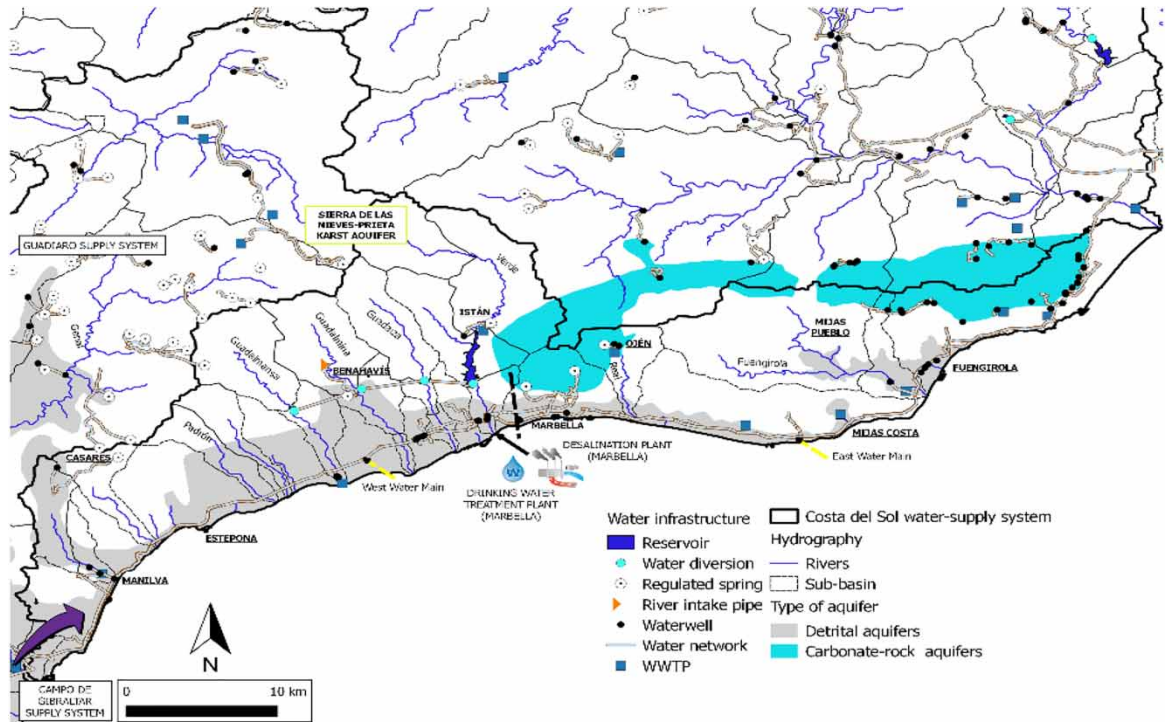 SIERRA DE LAS
NIEVES-PRIETA
KARST AQUIFER
GUADIARO SUPPLY SYSTEM
Verde
Genal
ISTÁN
Guadaiza
Guadalmina
Guadalmansa
BENAHAVÍS
Padrón
OJÉN
Real
MIJAS
PUEBLO
Fuengirola
FUENGIROLA
MARBELLA
MIJAS COSTA
DESALINATION PLANT
(MARBELLA)
East Water Main
CASARES
West Water Main
W
DRINKING WATER
TREATMENT PLANT
(MARBELLA)
ESTEPONA
MANILVA
N
0
10 km
CAMPO DE
GIBRALTAR
SUPPLY SYSTEM
Water infrastructure
Reservoir
Water diversion
Regulated spring
River intake pipe
Waterwell
Water network
WWTP
Costa del Sol water-supply system
Hydrography
Rivers
Sub-basin
Type of aquifer
Detrital aquifers
Carbonate-rock aquifers